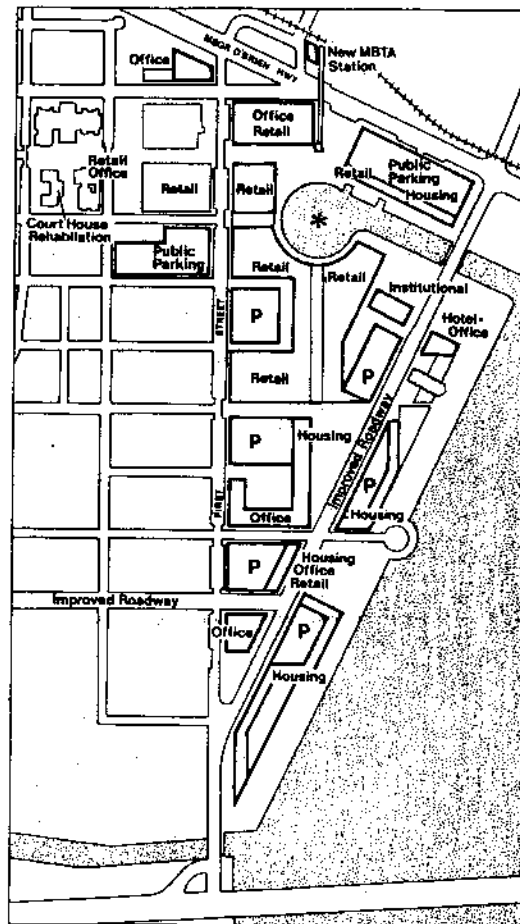 Office
MSGR O'BRIEN HWY
New MBTA
Station
Office
Retail
Retail
Office
Retail
Retail
Retail
Public
Parking
Housing
*
Court House
Rehabilitation
Public
Parking
Retail
Retail
Institutional
Hotel-
Office
STREET
P
Retail
P
Improved Roadway
P
Housing
P
FIRST
Office
Housing
P
Housing
Office
Retail
Improved Roadway
Office
P
Housing